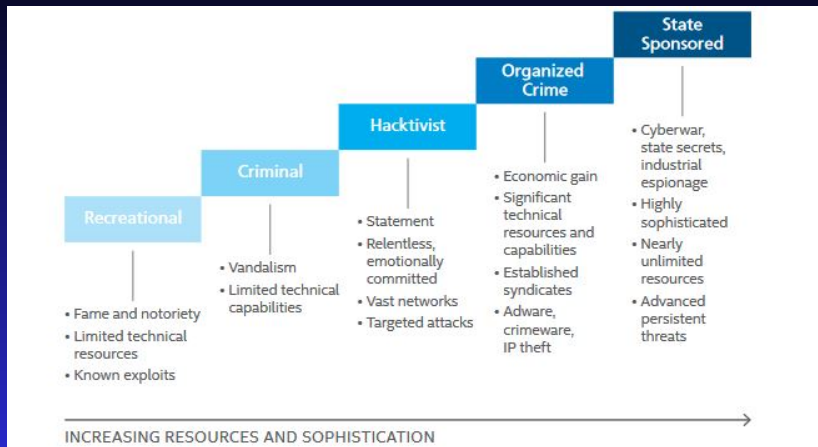 State
Sponsored
Organized
Crime
Hacktivist
Criminal
Recreational
• Fame and notoriety
• Limited technical
resources
• Known exploits
• Vandalism
• Limited technical
capabilities
• Statement
• Relentless,
emotionally
committed
• Vast networks
• Targeted attacks
• Economic gain
• Significant
technical
resources and
capabilities
• Established
syndicates
• Adware,
crimeware,
IP theft
• Cyberwar,
state secrets,
industrial
espionage
• Highly
sophisticated
• Nearly
unlimited
resources
• Advanced
persistent
threats
INCREASING RESOURCES AND SOPHISTICATION